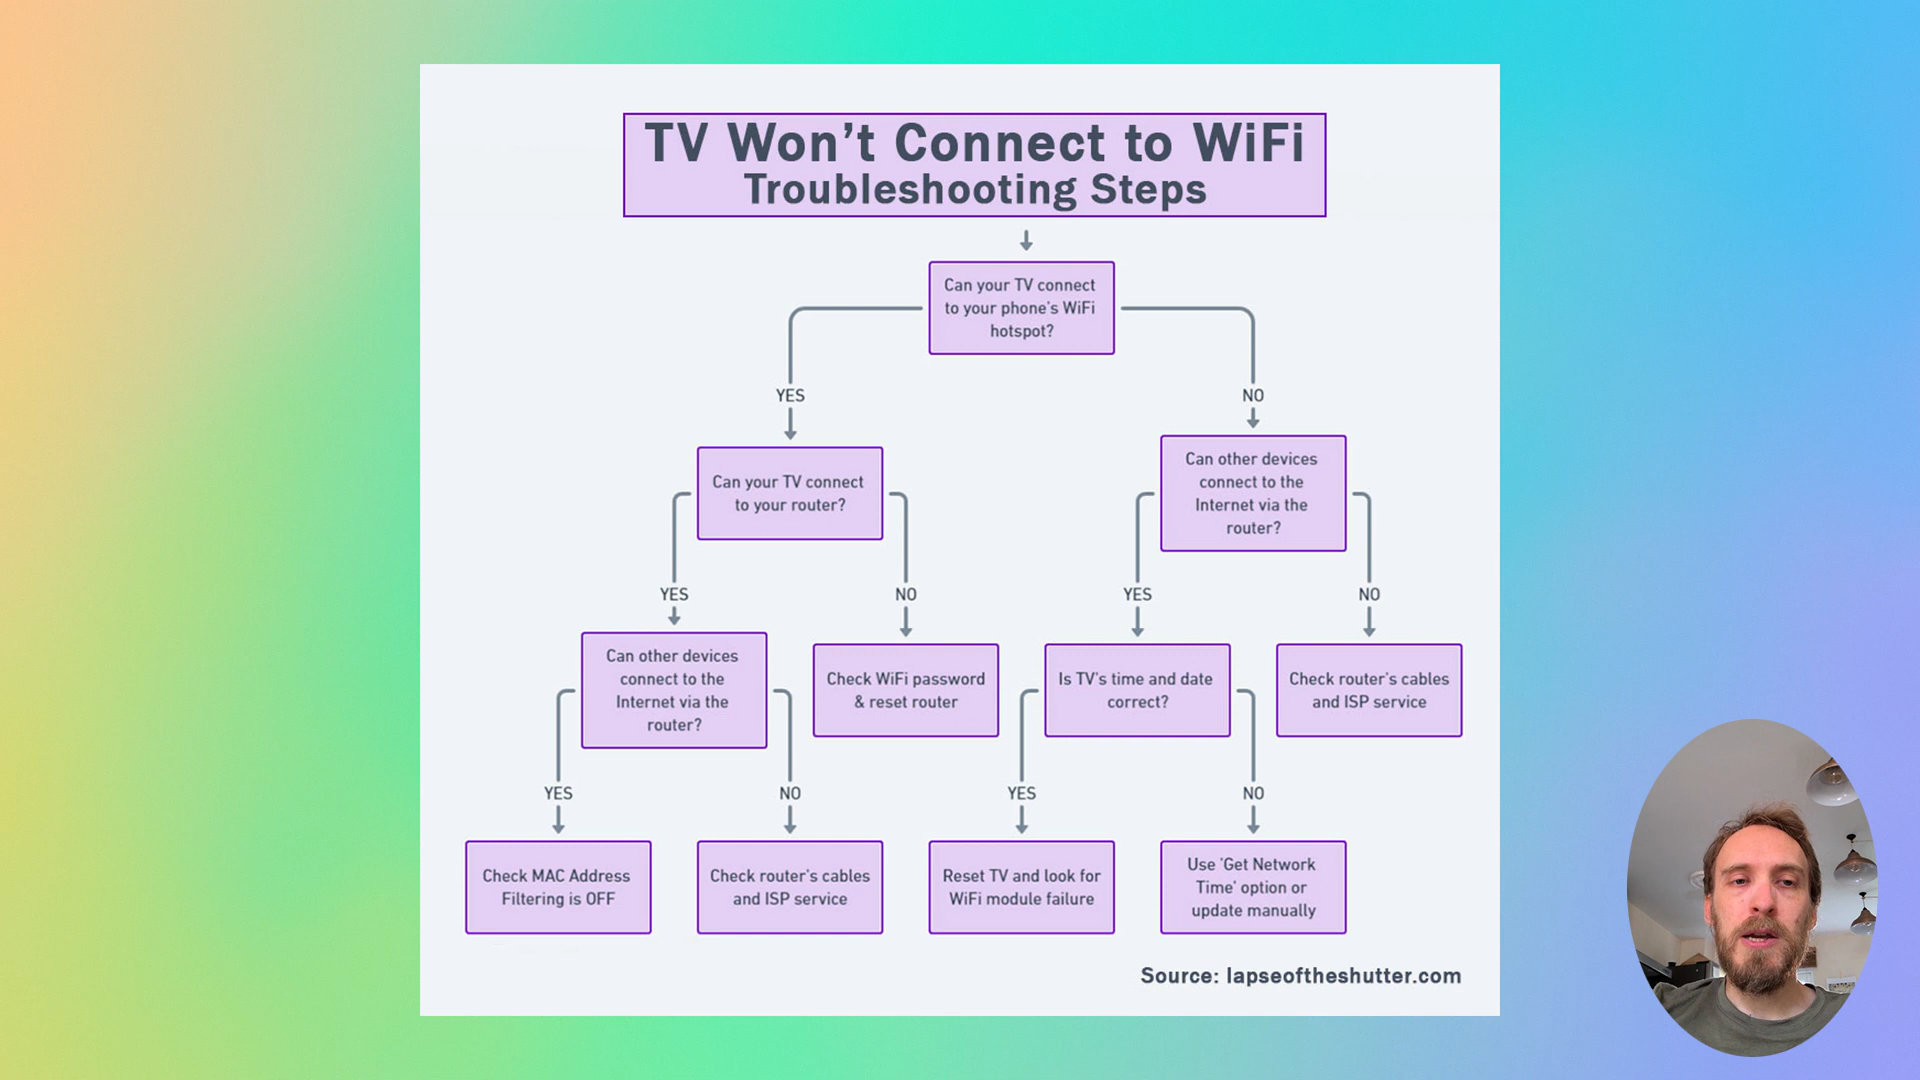 TV Won't Connect to WiFi
Troubleshooting Steps
Can your TV connect
to your phone's WiFi
hotspot?
YES
NO
Can your TV connect
to your router?
Can other devices
connect to the
Internet via the
router?
YES
NO
YES
NO
Can other devices
connect to the
Internet via the
router?
Check WiFi password
& reset router
Is TV's time and date
correct?
Check router's cables
and ISP service
YES
NO
YES
NO
Check MAC Address
Filtering is OFF
Check router's cables
and ISP service
Reset TV and look for
WiFi module failure
Use 'Get Network
Time' option or
update manually
Source: lapseoftheshutter.com